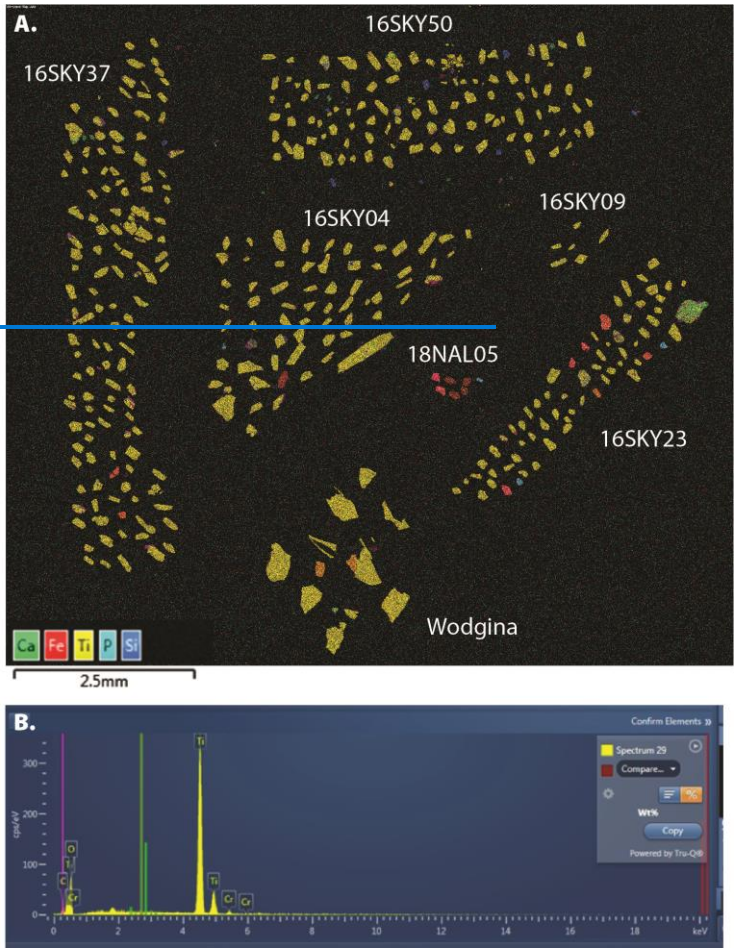 A.
16SKY50
16SKY37
16SKY09
16SKY04
18NAL05
16SKY23
Wodgina
Ca Fe Ti P Si
2.5mm
B.
Confirm Elements »
Ti
Spectrum 29
Compare...
300
cps/eV
200
Wt%
Copy
Powered by Tru-Q®
100
O
Ti
C
Cr
Ti
Cr
Cr
0
0 2 4 6 8 10 12 14 16 18 keV